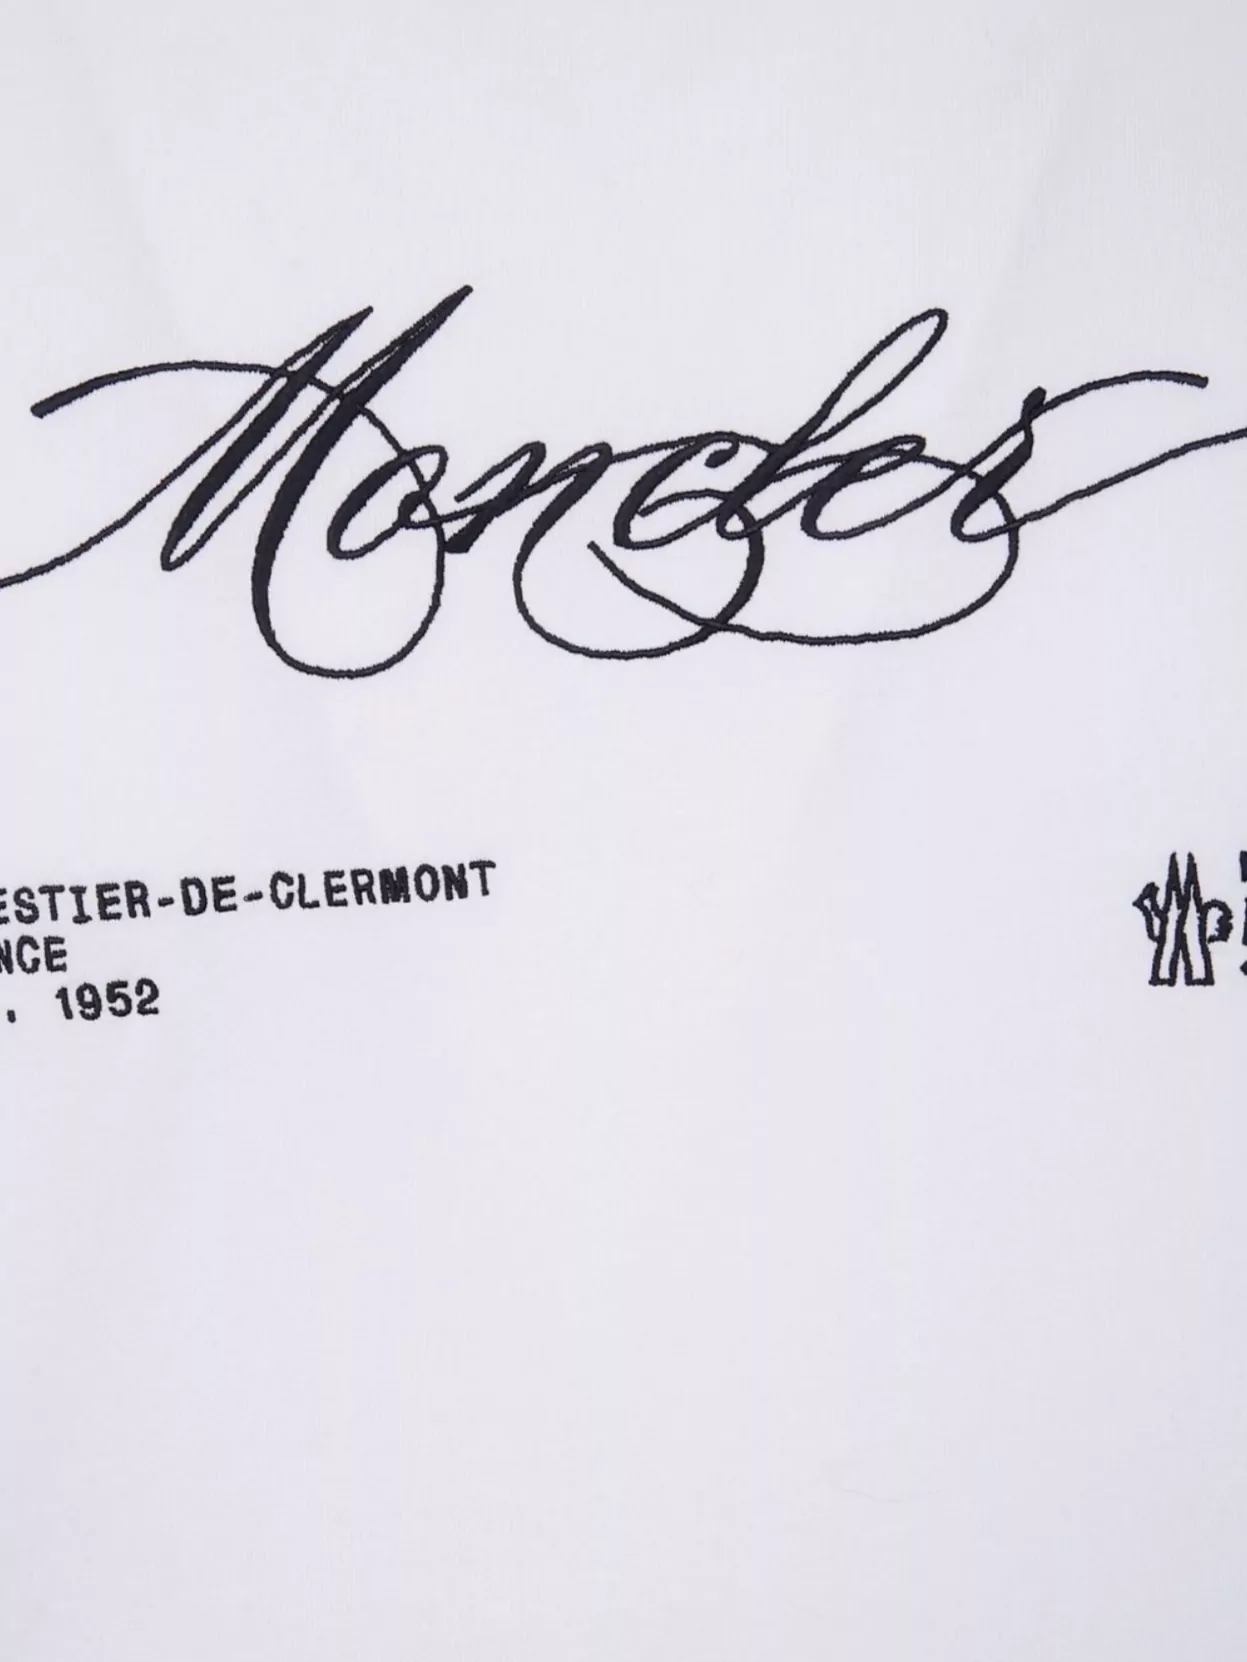 Moncler
ESTIER-DE-CLERMONT
NCE
. 1952